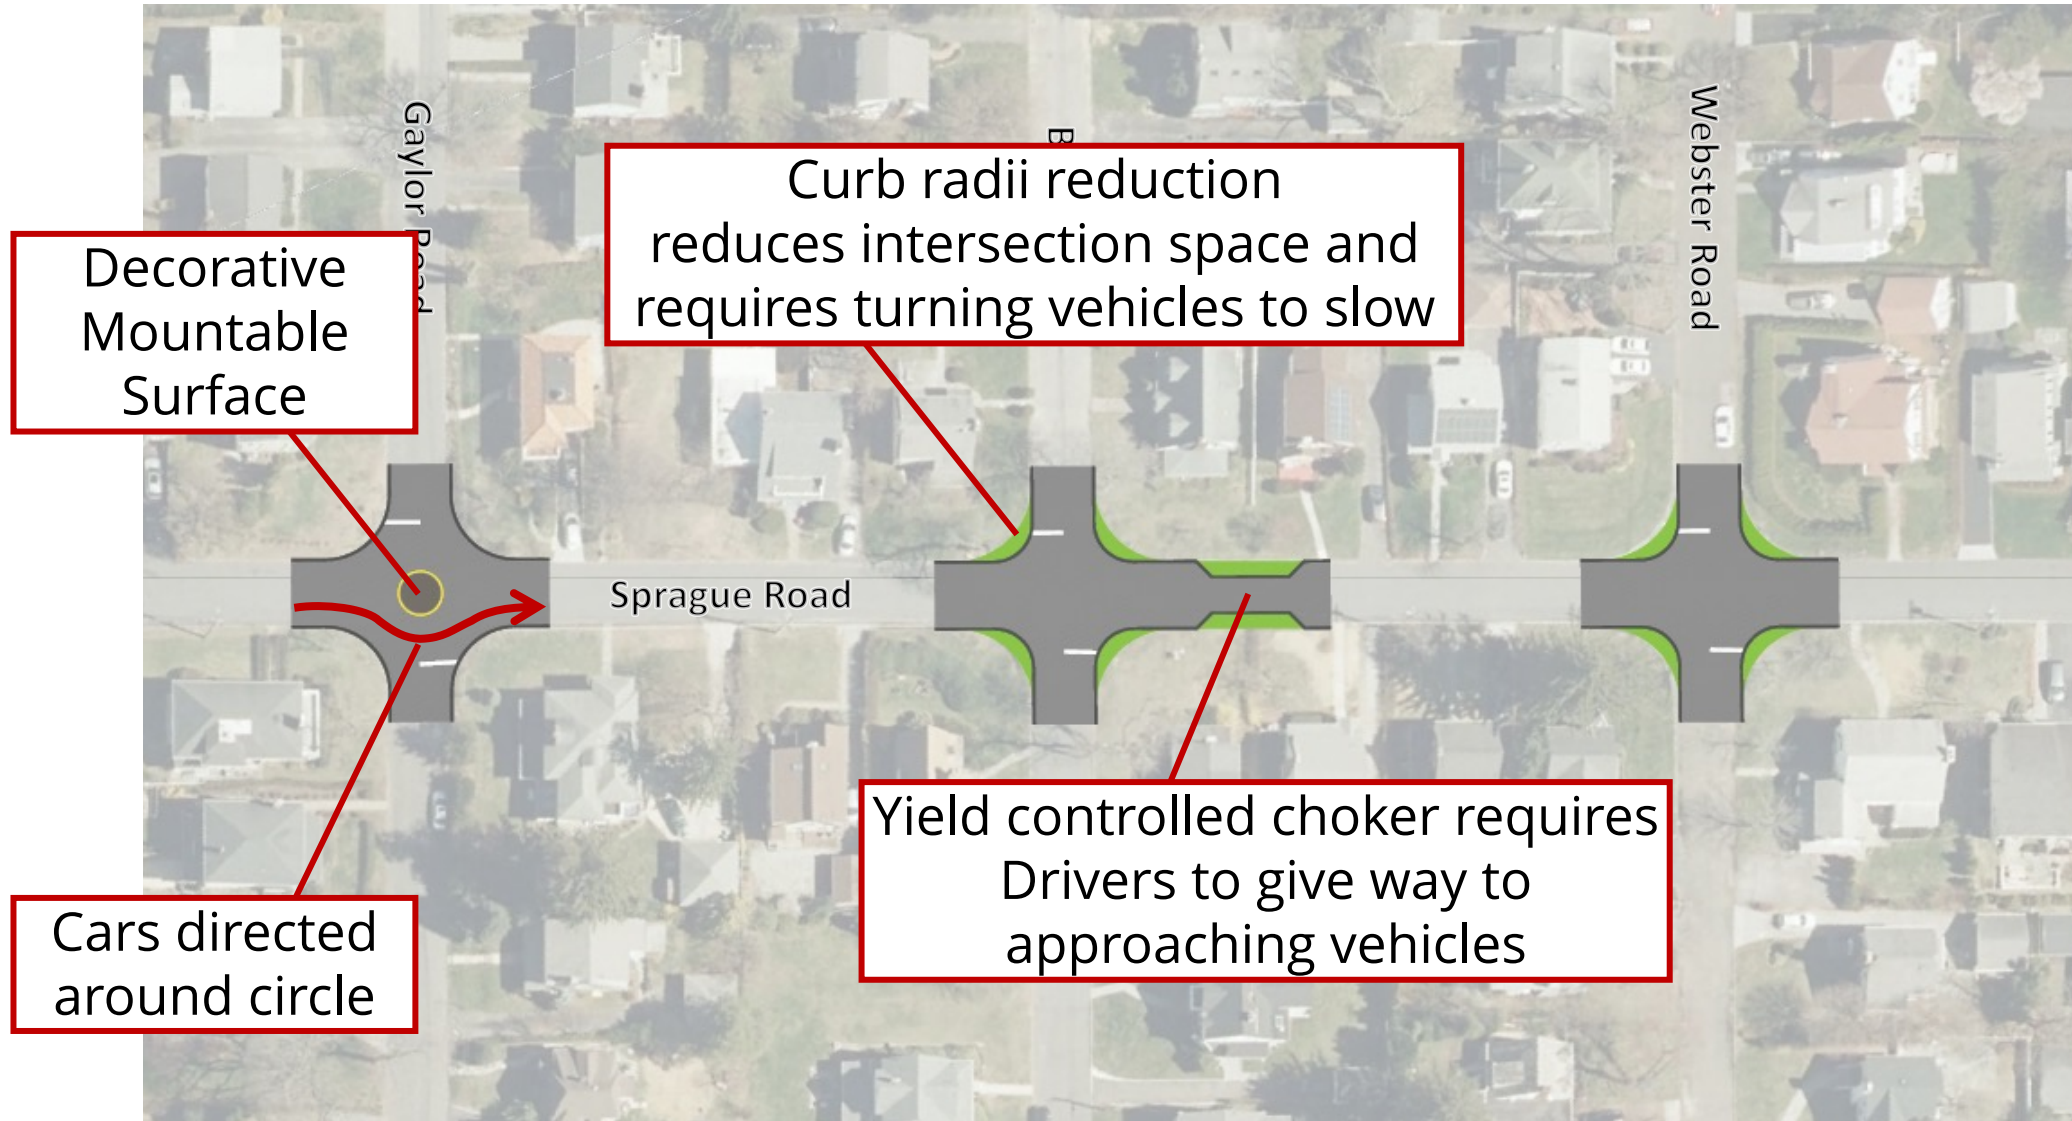 Gaylor Road
B
Webster Road
Curb radii reduction
reduces intersection space and
requires turning vehicles to slow
Decorative
Mountable
Surface
Sprague Road
Yield controlled choker requires
Drivers to give way to
approaching vehicles
Cars directed
around circle